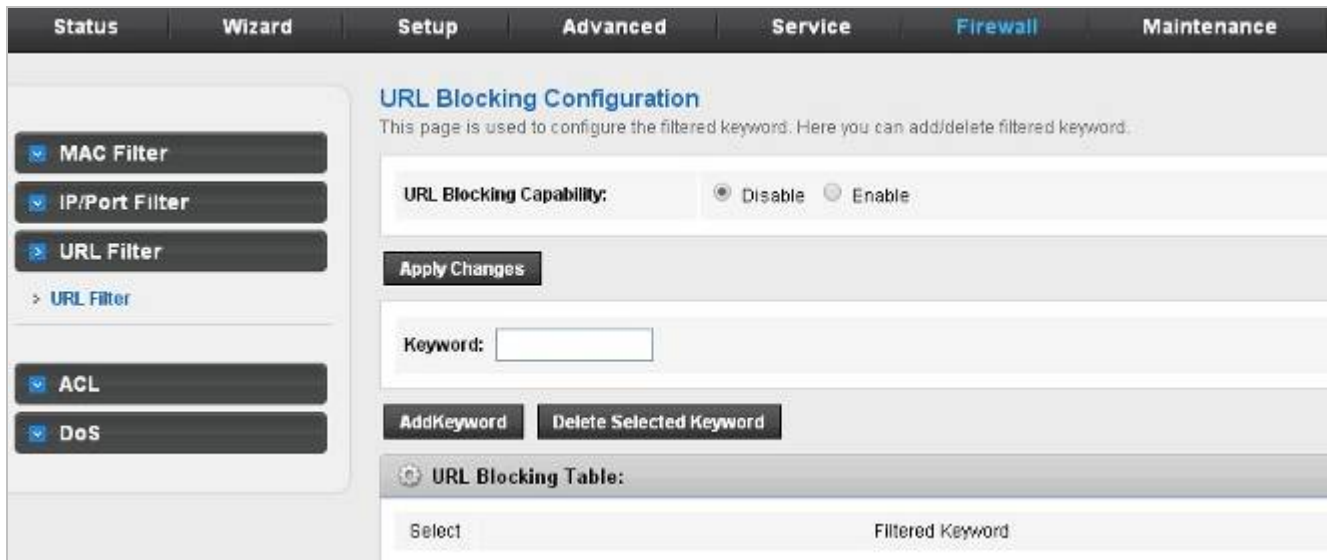 Status Wizard Setup Advanced Service Firewall Maintenance
MAC Filter
IP/Port Filter
URL Filter
> URL Filter
ACL
DoS
URL Blocking Configuration
This page is used to configure the filtered keyword. Here you can add/delete filtered keyword.
URL Blocking Capability: Disable Enable
Apply Changes
Keyword:
AddKeyword Delete Selected Keyword
URL Blocking Table:
Select Filtered Keyword